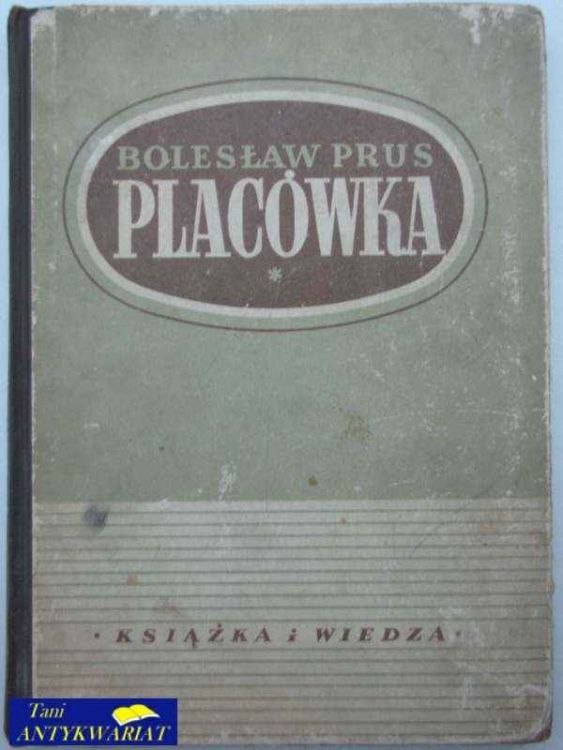 BOLESŁAW PRUS
PLACÓWKA
*
• KSIĄŻKA i WIEDZA •
Tani
ANTYKWARIAT